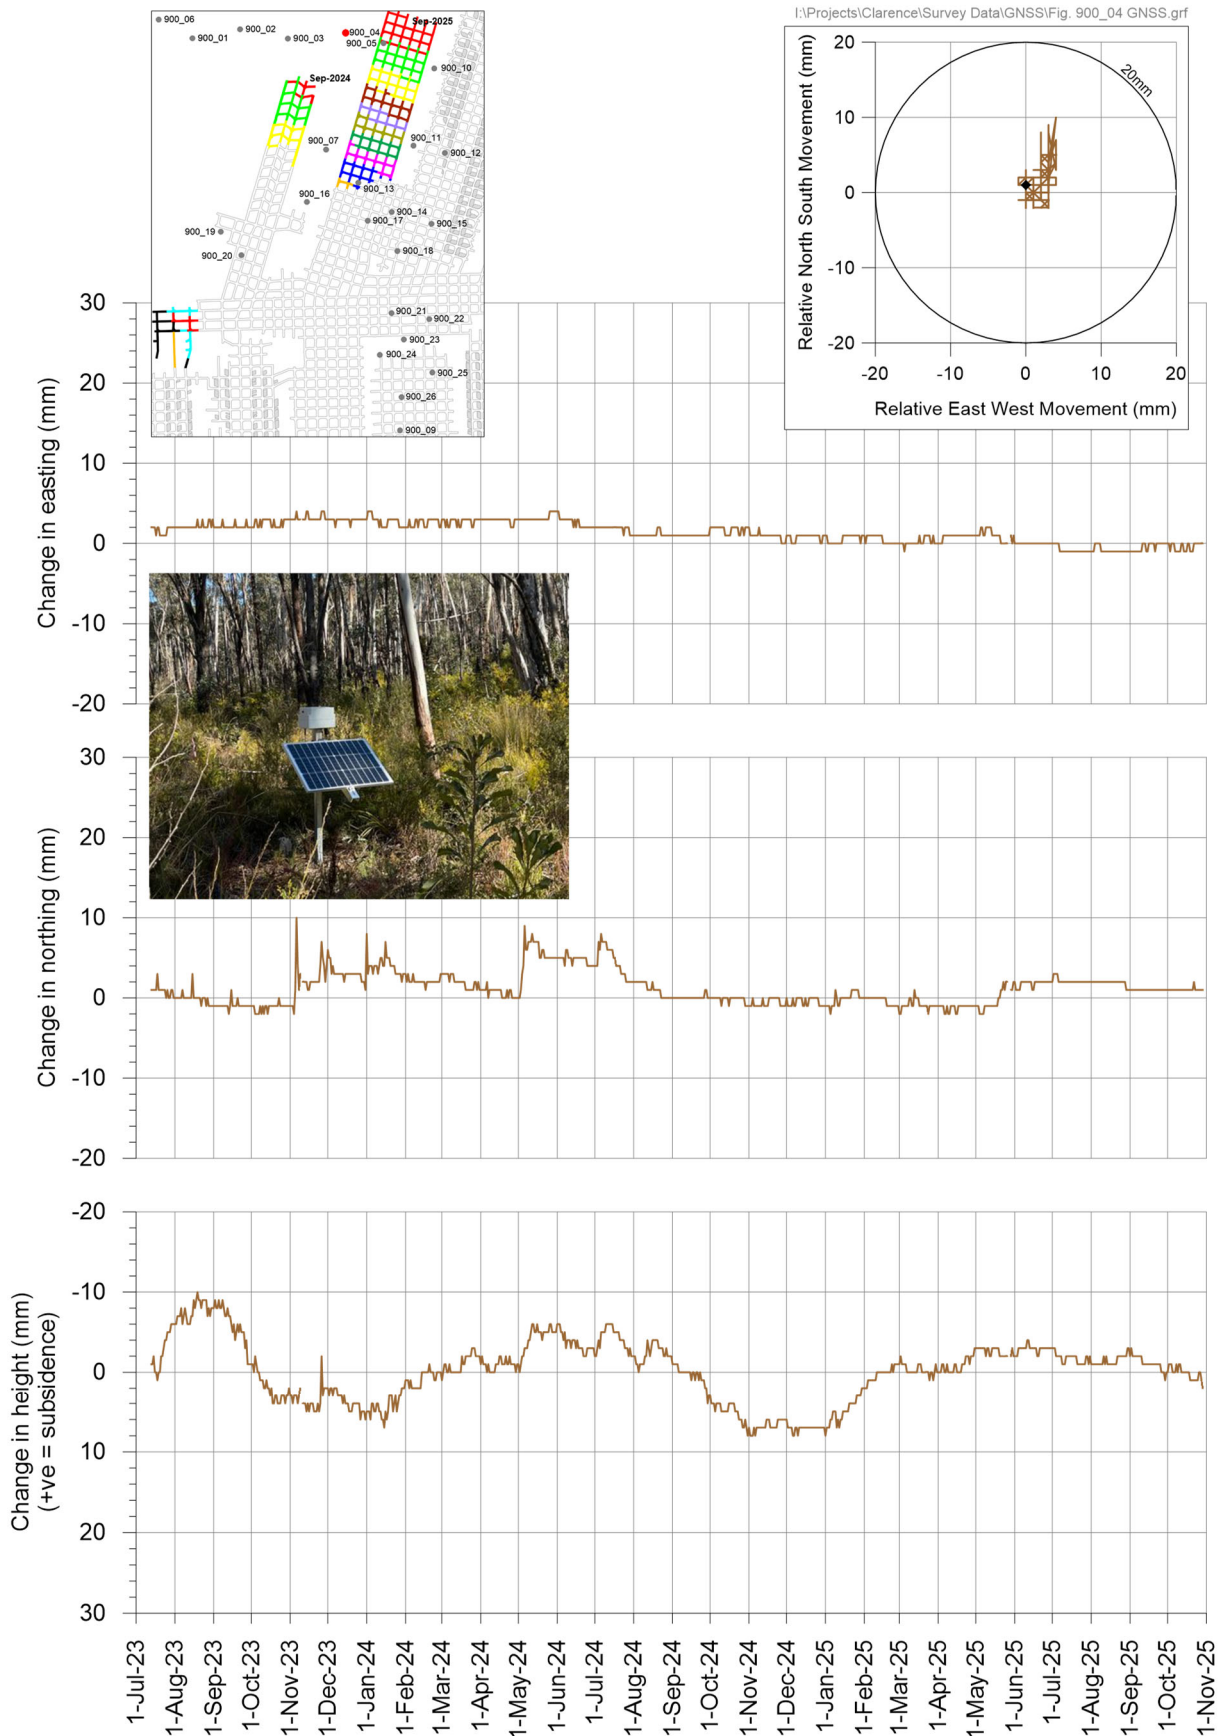 I:\Projects\Clarence\Survey Data\GNSS\Fig. 900_04 GNSS.grf
900_06
900_01
900_02
900_03
900_04
900_05
Sep-2025
900_10
Sep-2024
900_07
900_11
900_12
900_13
900_16
900_14
900_17
900_15
900_19
900_20
900_18
900_21
900_22
900_23
900_24
900_25
900_26
900_09
Relative North South Movement (mm)
20
10
0
-10
-20
20mm
-20
-10
0
10
20
Relative East West Movement (mm)
Change in easting (mm)
30
20
10
0
-10
-20
Change in northing (mm)
30
20
10
0
-10
-20
Change in height (mm)
(+ve = subsidence)
-20
-10
0
10
20
30
1-Jul-23
1-Aug-23
1-Sep-23
1-Oct-23
1-Nov-23
1-Dec-23
1-Jan-24
1-Feb-24
1-Mar-24
1-Apr-24
1-May-24
1-Jun-24
1-Jul-24
1-Aug-24
1-Sep-24
1-Oct-24
1-Nov-24
1-Dec-24
1-Jan-25
1-Feb-25
1-Mar-25
1-Apr-25
1-May-25
1-Jun-25
1-Jul-25
1-Aug-25
1-Sep-25
1-Oct-25
1-Nov-25